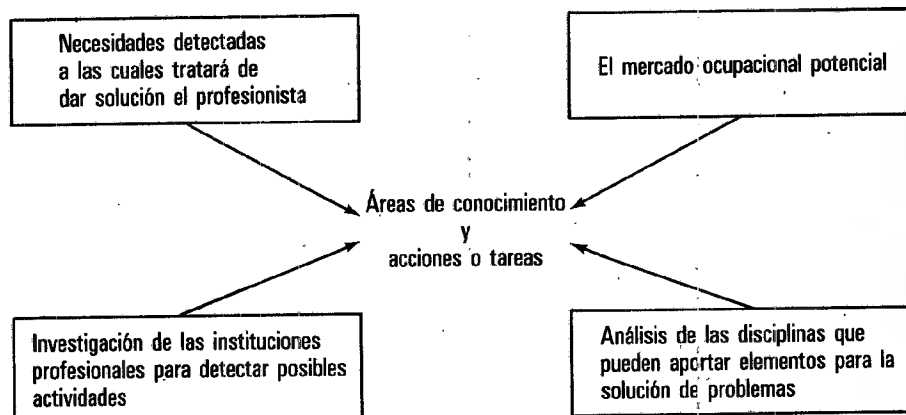 Necesidades detectadas
a las cuales tratará de
dar solución el profesionista
El mercado ocupacional potencial
Áreas de conocimiento
y
acciones o tareas
Investigación de las instituciones
profesionales para detectar posibles
actividades
Análisis de las disciplinas que
pueden aportar elementos para la
solución de problemas